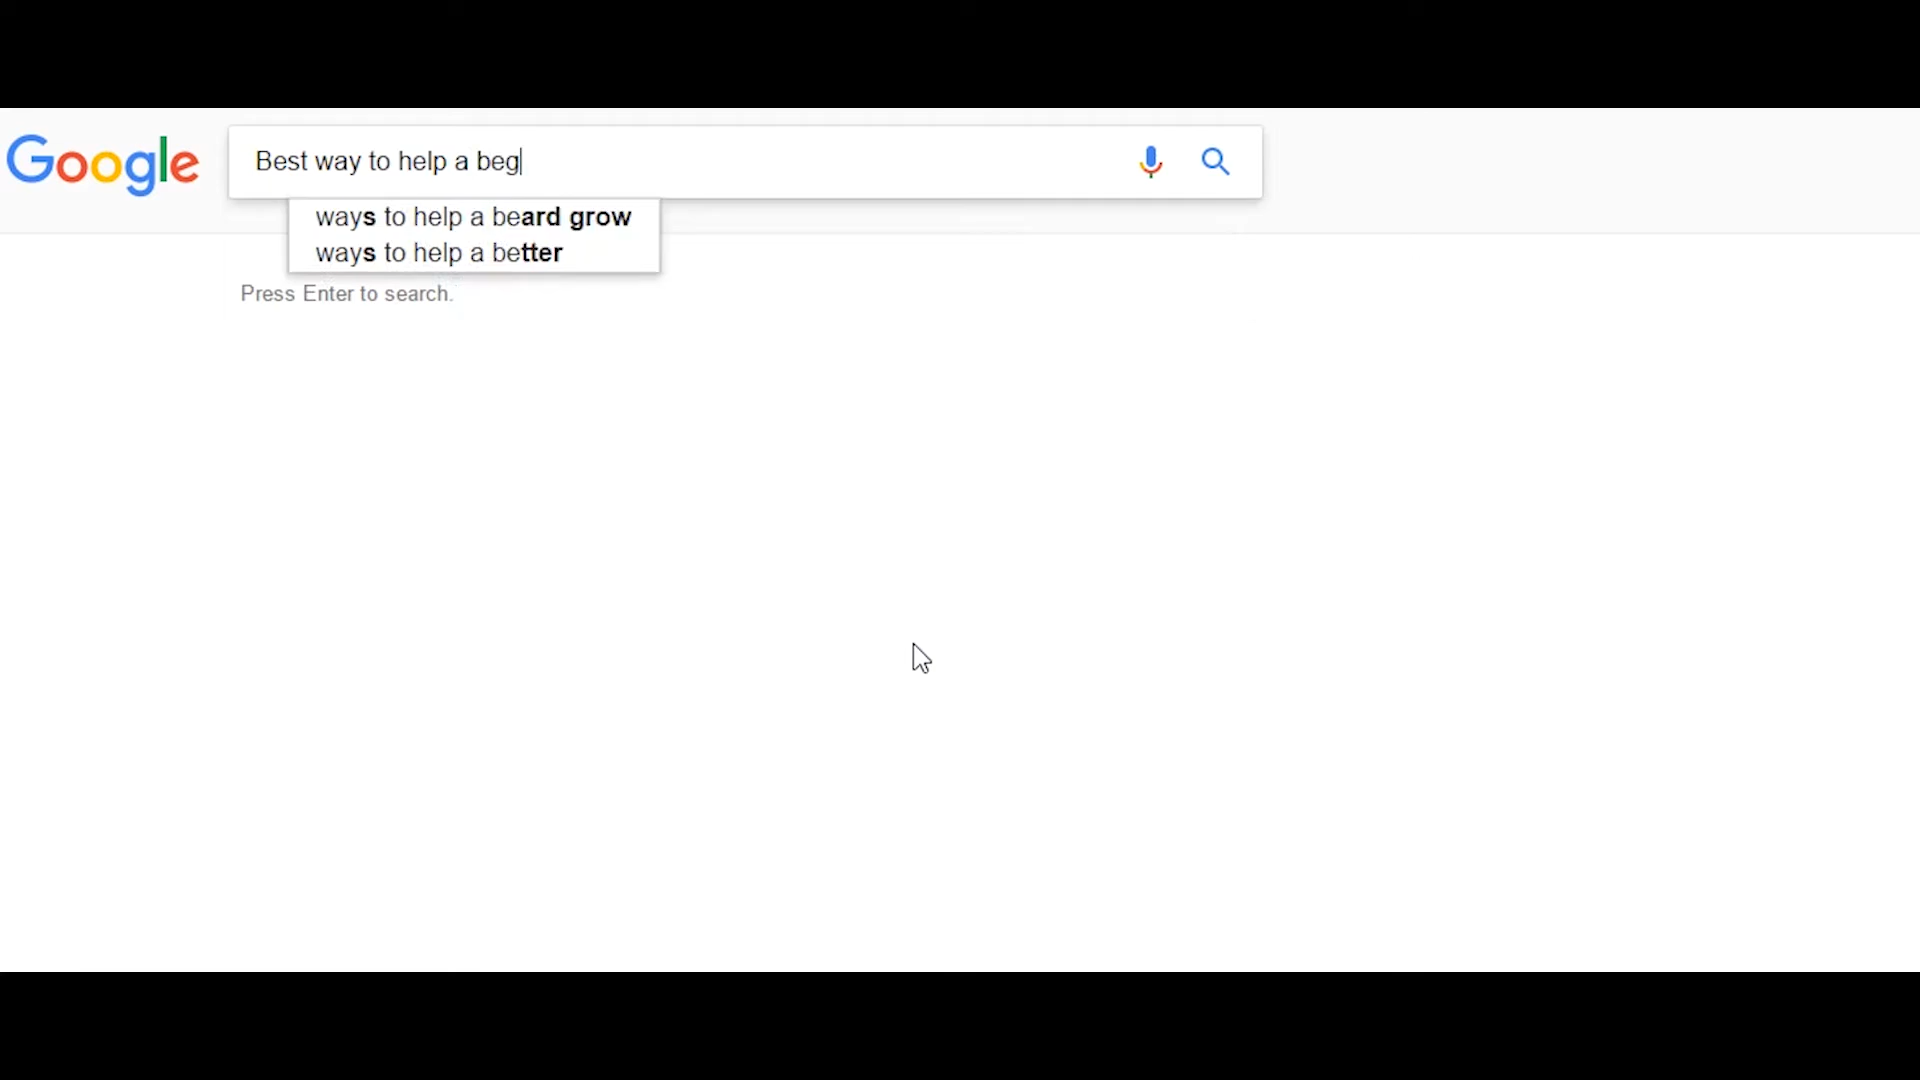 Google
Best way to help a beg
ways to help a beard grow
ways to help a better
Press Enter to search.